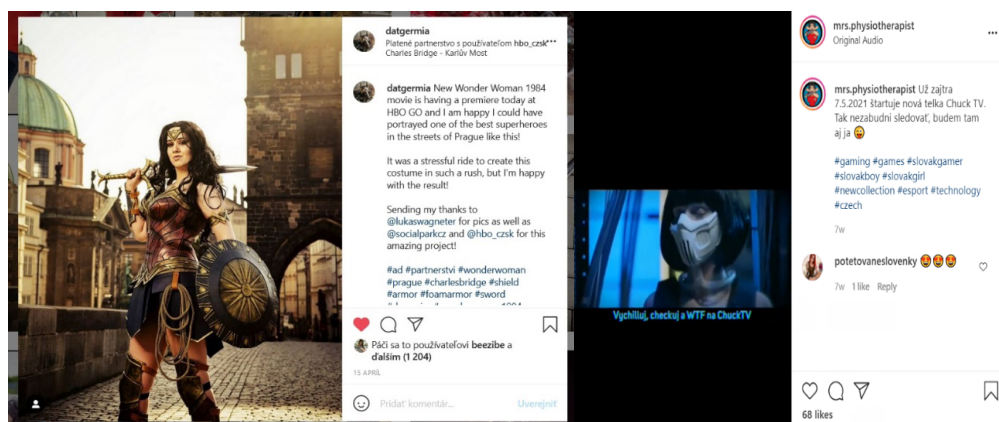 datgermia
Platené partnerstvo s používateľom hbo_czsk
Charles Bridge - Karlův Most
datgermia New Wonder Woman 1984
movie is having a premiere today at
HBO GO and I am happy I could have
portrayed one of the best superheroes
in the streets of Prague like this!
It was a stressful ride to create this
costume in such a rush, but I'm happy
with the result!
Sending my thanks to
@lukaswagneter for pics as well as
@socialparkcz and @hbo_czsk for this
amazing project!
#ad #partnerstvi #wonderwoman
#prague #charlesbridge #shield
#armor #foamarmor #sword
Páči sa to používateľovi beezibe a
ďalším (1 204)
15 APRÍL
Pridať komentár...
Uverejniť
Vychilluj, checkuj a WTF na ChuckTV
mrs.physiotherapist
Original Audio
mrs.physiotherapist Už zajtra
7.5.2021 štartuje nová telka Chuck TV.
Tak nezabudni sledovať, budem tam
aj ja
#gaming #games #slovakgamer
#slovakboy #slovakgirl
#newcollection #esport #technology
#czech
7w
potetovaneslovenky
7w 1 like Reply
68 likes